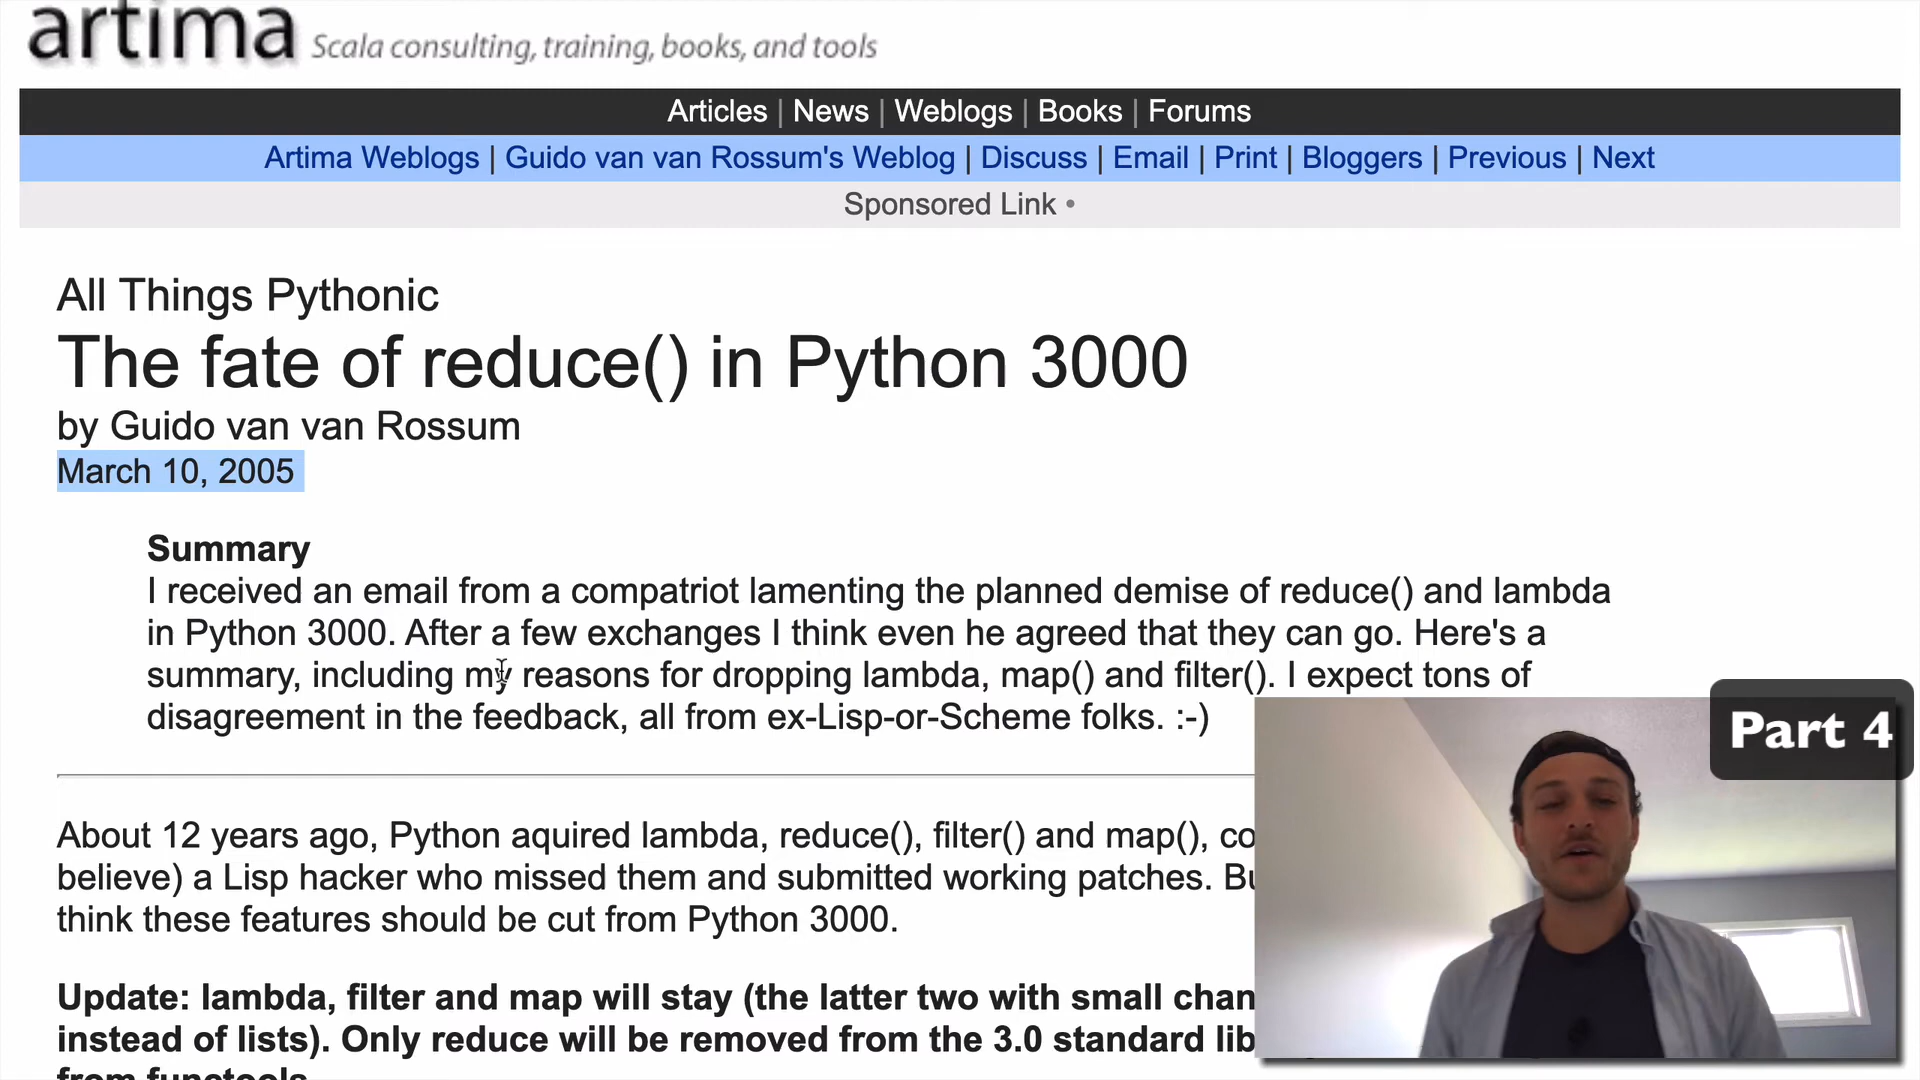 artima Scala consulting, training, books, and tools
Articles | News | Weblogs | Books | Forums
Artima Weblogs | Guido van van Rossum's Weblog | Discuss | Email | Print | Bloggers | Previous | Next
Sponsored Link •
All Things Pythonic
The fate of reduce() in Python 3000
by Guido van van Rossum
March 10, 2005
Summary
I received an email from a compatriot lamenting the planned demise of reduce() and lambda
in Python 3000. After a few exchanges I think even he agreed that they can go. Here's a
summary, including my reasons for dropping lambda, map() and filter(). I expect tons of
disagreement in the feedback, all from ex-Lisp-or-Scheme folks. :-)
Part 4
About 12 years ago, Python aquired lambda, reduce(), filter() and map(), co
believe) a Lisp hacker who missed them and submitted working patches. Bu
think these features should be cut from Python 3000.
Update: lambda, filter and map will stay (the latter two with small chan
instead of lists). Only reduce will be removed from the 3.0 standard lib
from functools